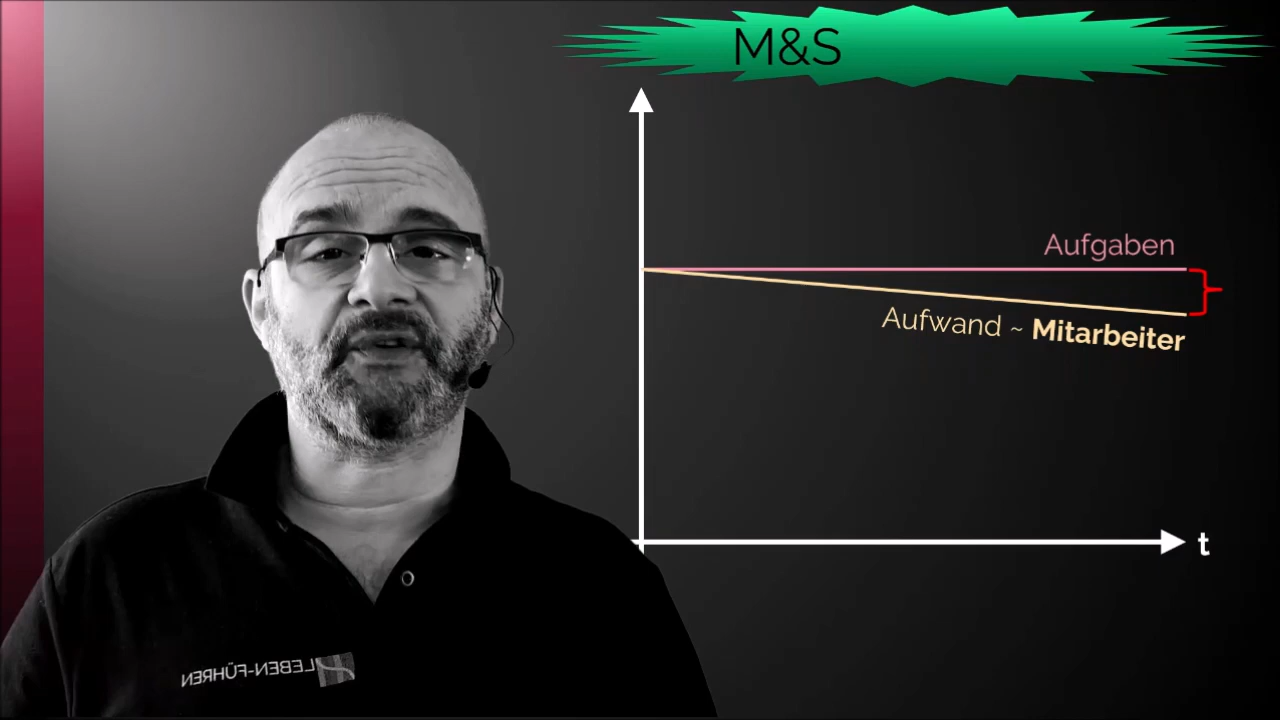 M&S
Aufgaben
Aufwand ~ Mitarbeiter
t
LEBEN-FÜHREN